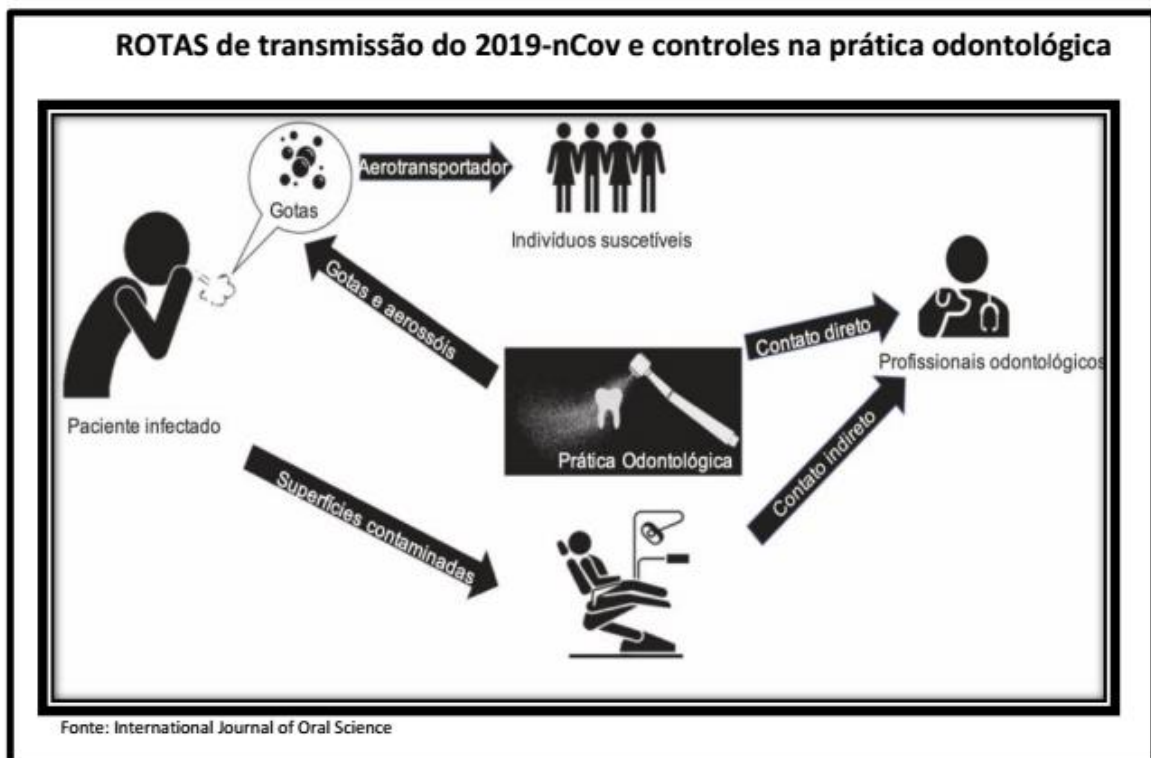 ROTAS de transmissão do 2019-nCov e controles na prática odontológica
Gotas
Aerotransportador
Indivíduos suscetíveis
Gotas e aerossóis
Paciente infectado
Contato direto
Profissionais odontológicos
Prática Odontológica
Contato indireto
Superfícies contaminadas
Fonte: International Journal of Oral Science